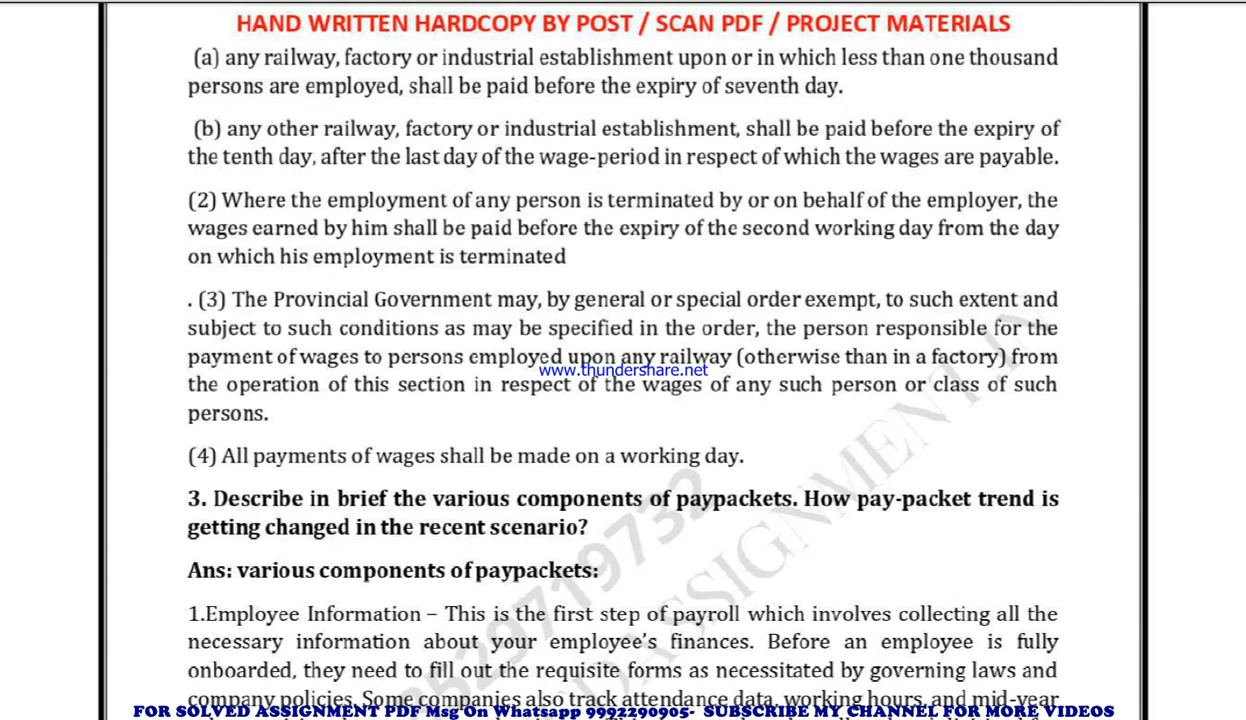 HAND WRITTEN HARDCOPY BY POST / SCAN PDF / PROJECT MATERIALS
(a) any railway, factory or industrial establishment upon or in which less than one thousand
persons are employed, shall be paid before the expiry of seventh day.
(b) any other railway, factory or industrial establishment, shall be paid before the expiry of
the tenth day, after the last day of the wage-period in respect of which the wages are payable.
(2) Where the employment of any person is terminated by or on behalf of the employer, the
wages earned by him shall be paid before the expiry of the second working day from the day
on which his employment is terminated
. (3) The Provincial Government may, by general or special order exempt, to such extent and
subject to such conditions as may be specified in the order, the person responsible for the
payment of wages to persons employed upon any railway (otherwise than in a factory) from
www.thundershare.net
the operation of this section in respect of the wages of any such person or class of such
persons.
(4) All payments of wages shall be made on a working day.
3. Describe in brief the various components of paypackets. How pay-packet trend is
getting changed in the recent scenario?
Ans: various components of paypackets:
1.Employee Information – This is the first step of payroll which involves collecting all the
necessary information about your employee's finances. Before an employee is fully
onboarded, they need to fill out the requisite forms as necessitated by governing laws and
company policies. Some companies also track attendance data, working hours, and mid-year
FOR SOLVED ASSIGNMENT PDF Msg On Whatsapp 9992290905- SUBSCRIBE MY CHANNEL FOR MORE VIDEOS